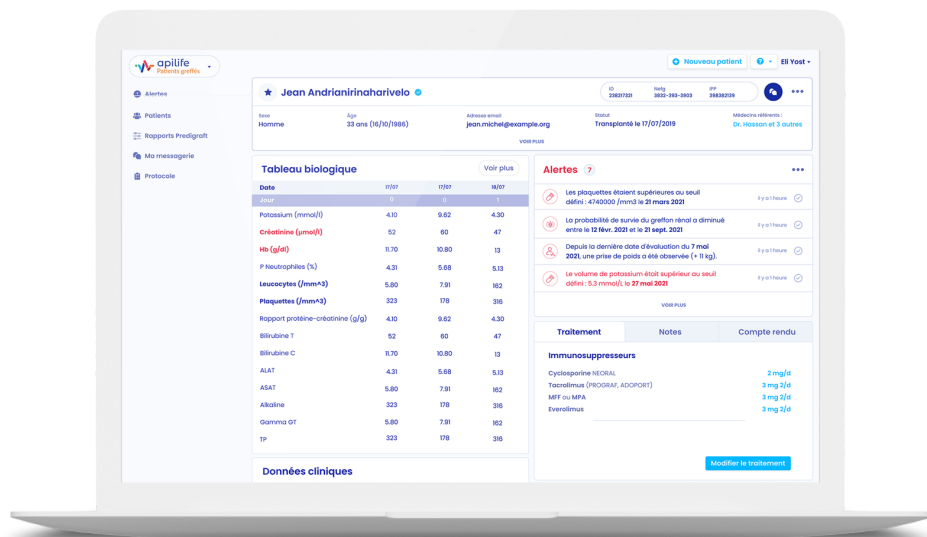 apilife
Patients greffés
Nouveau patient
?
Eli Yost
Alertes
Patients
Rapports Predigraft
Ma messagerie
Protocole
Jean Andrianirinaharivelo
ID Nefg IPP
238217321 3832-393-3903 398382139
Sexe Âge Adresse email Statut Médecins référents :
Homme 33 ans (16/10/1986) jean.michel@example.org Transplanté le 17/07/2019 Dr. Hassan et 3 autres
VOIR PLUS
Tableau biologique Voir plus
Date 17/07 17/07 18/07
Jour 0 0 1
Potassium (mmol/l) 4.10 9.62 4.30
Créatinine (µmol/l) 52 60 47
Hb (g/dl) 11.70 10.80 13
P Neutrophiles (%) 4.31 5.68 5.13
Leucocytes (/mm^3) 5.80 7.91 162
Plaquettes (/mm^3) 323 178 316
Rapport protéine-créatinine (g/g) 4.10 9.62 4.30
Bilirubine T 52 60 47
Bilirubine C 11.70 10.80 13
ALAT 4.31 5.68 5.13
ASAT 5.80 7.91 162
Alkaline 323 178 316
Gamma GT 5.80 7.91 162
TP 323 178 316
Données cliniques
Alertes 7
Les plaquettes étaient supérieures au seuil
défini : 4740000 /mm3 le 21 mars 2021
il y a 1 heure
La probabilité de survie du greffon rénal a diminué
entre le 12 févr. 2021 et le 21 sept. 2021
il y a 1 heure
Depuis la dernière date d'évaluation du 7 mai
2021, une prise de poids a été observée (+ 11 kg).
il y a 1 heure
Le volume de potassium était supérieur au seuil
défini : 5.3 mmol/L le 27 mai 2021
il y a 1 heure
VOIR PLUS
Traitement Notes Compte rendu
Immunosuppresseurs
Cyclosporine NEORAL 2 mg/d
Tacrolimus (PROGRAF, ADOPORT) 3 mg 2/d
MFF ou MPA 3 mg 2/d
Everolimus 3 mg 2/d
Modifier le traitement